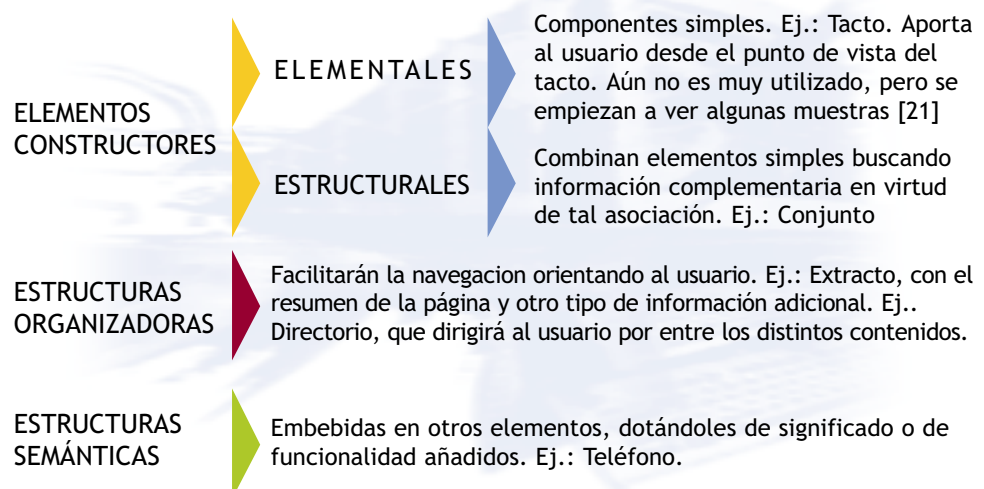 ELEMENTOS
CONSTRUCTORES
ELEMENTALES
Componentes simples. Ej.: Tacto. Aporta
al usuario desde el punto de vista del
tacto. Aún no es muy utilizado, pero se
empiezan a ver algunas muestras [21]
ESTRUCTURALES
Combinan elementos simples buscando
información complementaria en virtud
de tal asociación. Ej.: Conjunto
ESTRUCTURAS
ORGANIZADORAS
Facilitarán la navegacion orientando al usuario. Ej.: Extracto, con el
resumen de la página y otro tipo de información adicional. Ej..
Directorio, que dirigirá al usuario por entre los distintos contenidos.
ESTRUCTURAS
SEMÁNTICAS
Embebidas en otros elementos, dotándoles de significado o de
funcionalidad añadidos. Ej.: Teléfono.